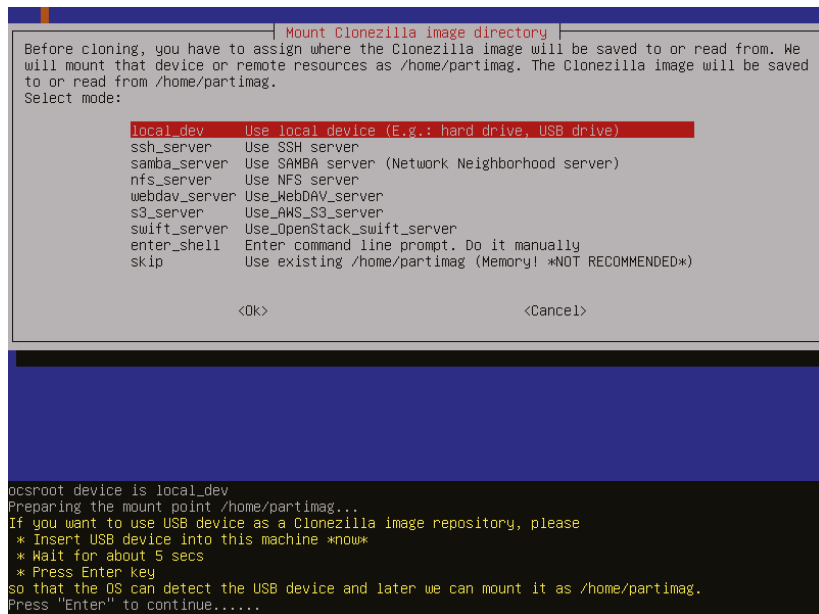 Mount Clonezilla image directory
Before cloning, you have to assign where the Clonezilla image will be saved to or read from. We
will mount that device or remote resources as /home/partimag. The Clonezilla image will be saved
to or read from /home/partimag.
Select mode:
local_dev Use local device (E.g.: hard drive, USB drive)
ssh_server Use SSH server
samba_server Use SAMBA server (Network Neighborhood server)
nfs_server Use NFS server
webdav_server Use_WebDAV_server
s3_server Use_AWS_S3_server
swift_server Use_OpenStack_swift_server
enter_shell Enter command line prompt. Do it manually
skip Use existing /home/partimag (Memory! *NOT RECOMMENDED*)
<Ok> <Cancel>
ocsroot device is local_dev
Preparing the mount point /home/partimag...
If you want to use USB device as a Clonezilla image repository, please
* Insert USB device into this machine *now*
* Wait for about 5 secs
* Press Enter key
so that the OS can detect the USB device and later we can mount it as /home/partimag.
Press "Enter" to continue......